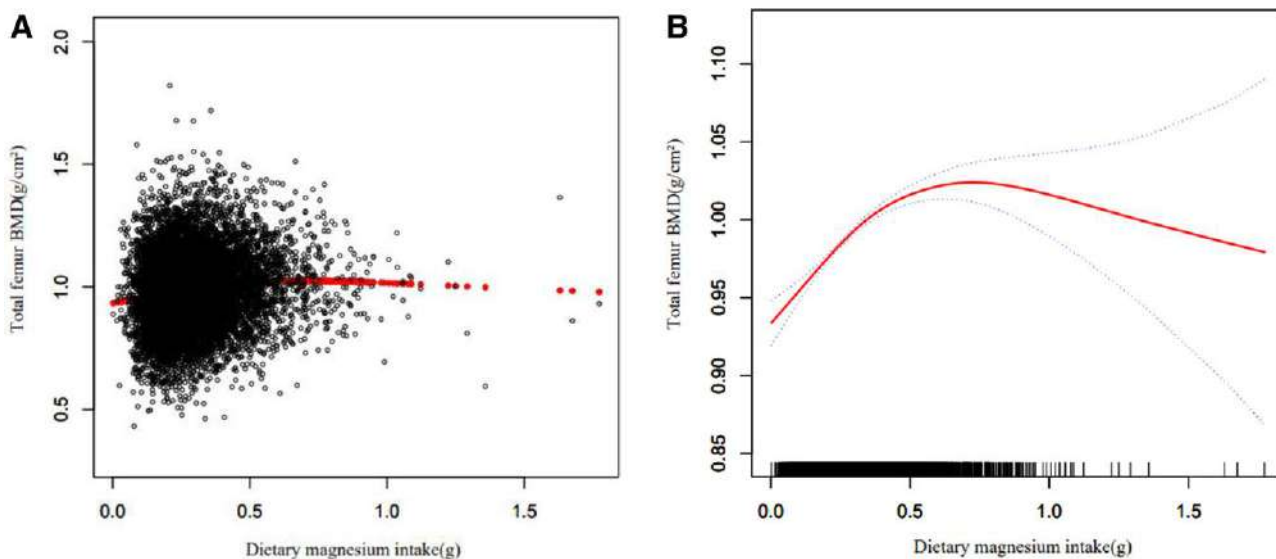 A
Total femur BMD(g/cm²)
2.0
1.5
1.0
0.5
0.0 0.5 1.0 1.5
Dietary magnesium intake(g)
B
Total femur BMD(g/cm²)
1.10
1.05
1.00
0.95
0.90
0.85
0.0 0.5 1.0 1.5
Dietary magnesium intake(g)